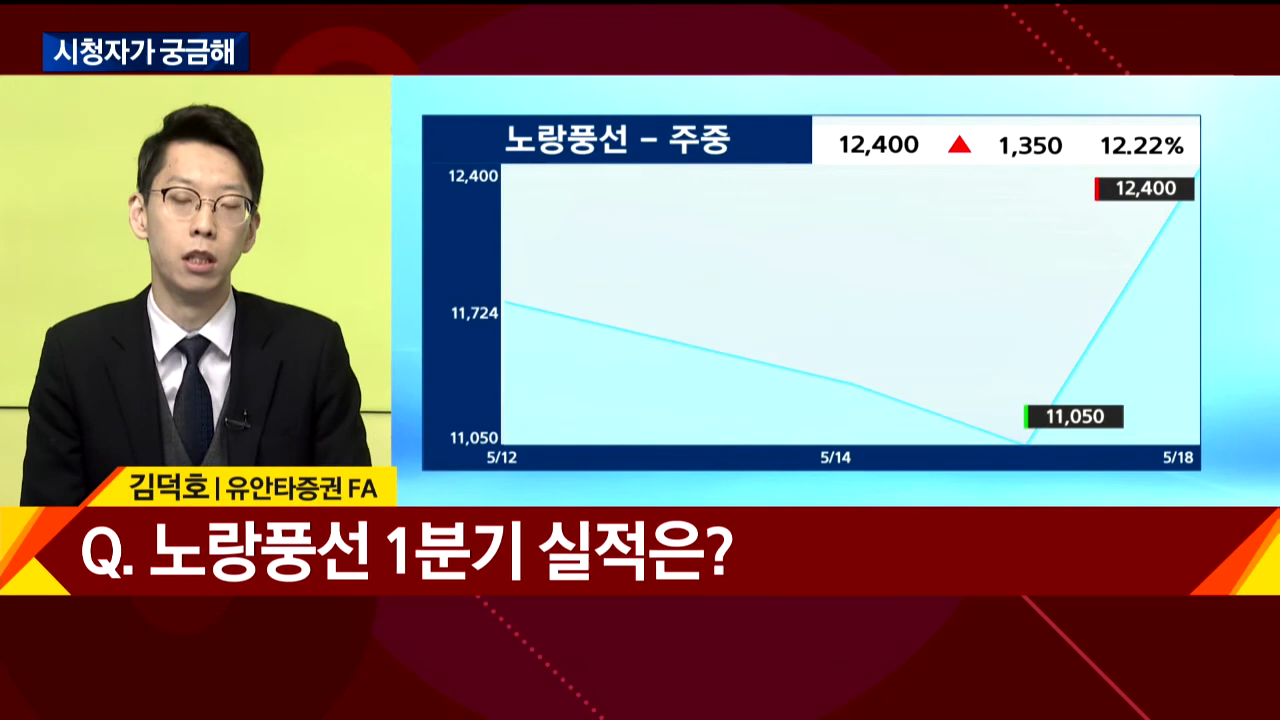 시청자가 궁금해
노랑풍선 - 주중
12,400 ▲ 1,350 12.22%
12,400
12,400
11,724
11,050
11,050
5/12 5/14 5/18
김덕호 | 유안타증권 FA
Q. 노랑풍선 1분기 실적은?